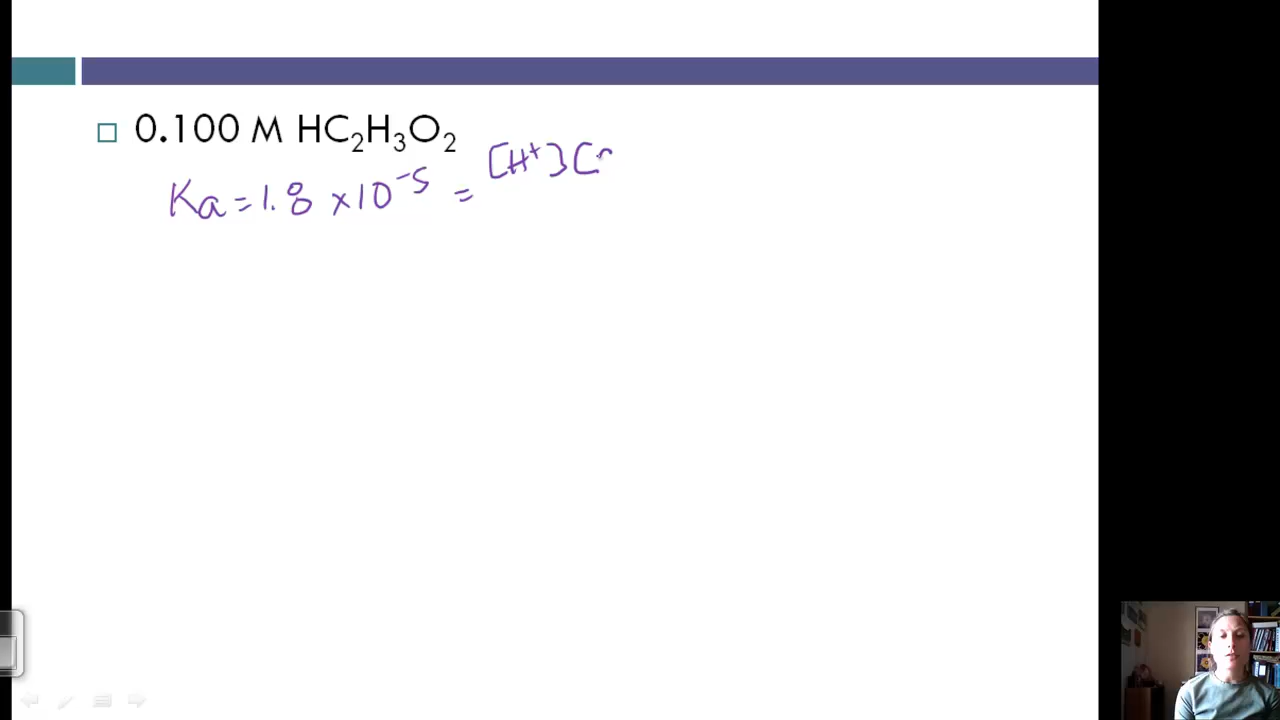 0.100 M HC₂H₃O₂
Ka = 1.8 x 10⁻⁵ = [H⁺][